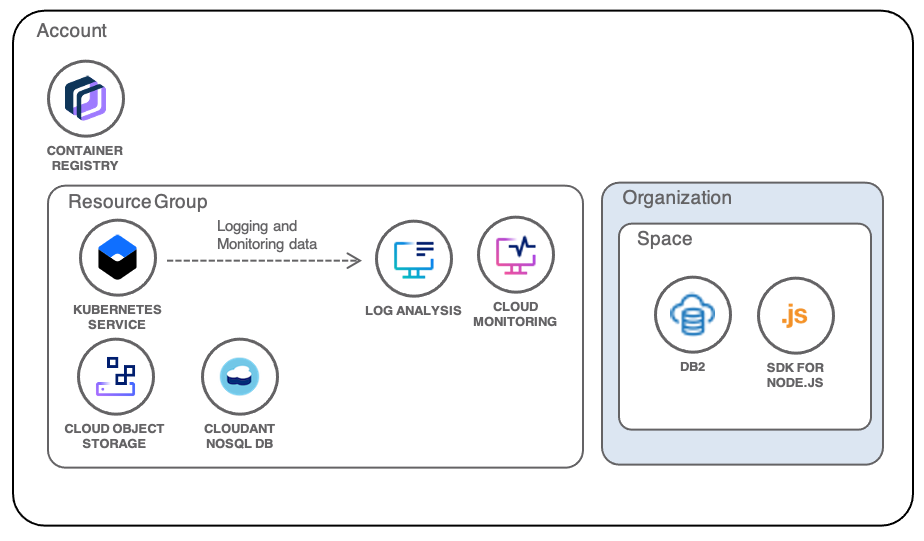 Account
CONTAINER
REGISTRY
Resource Group
Logging and
Monitoring data
KUBERNETES
SERVICE
LOG ANALYSIS
CLOUD
MONITORING
CLOUD OBJECT
STORAGE
CLOUDANT
NOSQL DB
Organization
Space
DB2
.js
SDK FOR
NODE.JS